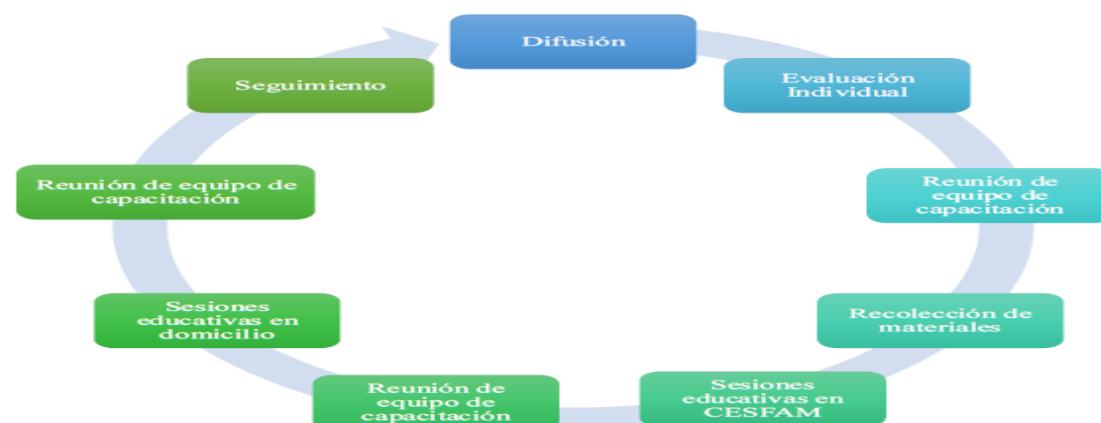 Difusión
Evaluación
Individual
Reunión de
equipo de
capacitación
Recolección de
materiales
Sesiones
educativas en
CESFAM
Reunión de
equipo de
capacitación
Sesiones
educativas en
domicilio
Reunión de equipo de
capacitación
Seguimiento